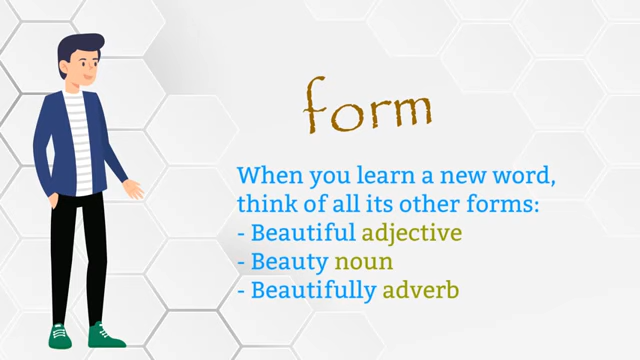 form
When you learn a new word,
think of all its other forms:
- Beautiful adjective
- Beauty noun
- Beautifully adverb